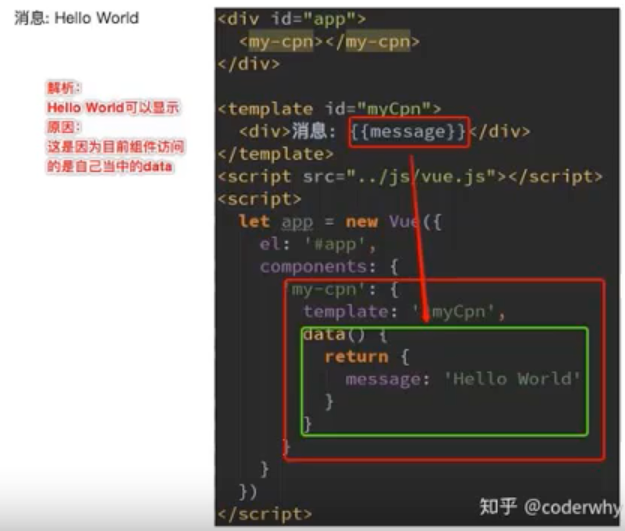 消息: Hello World
解析：
Hello World可以显示
原因：
这是因为目前组件访问
的是自己当中的data
<div id="app">
<my-cpn></my-cpn>
</div>
<template id="myCpn">
<div>消息: {{message}}</div>
</template>
<script src="../js/vue.js"></script>
<script>
let app = new Vue({
el: '#app',
components: {
'my-cpn': {
template: '#myCpn',
data() {
return {
message: 'Hello World'
}
}
}
}
})
</script>
知乎 @coderwhy